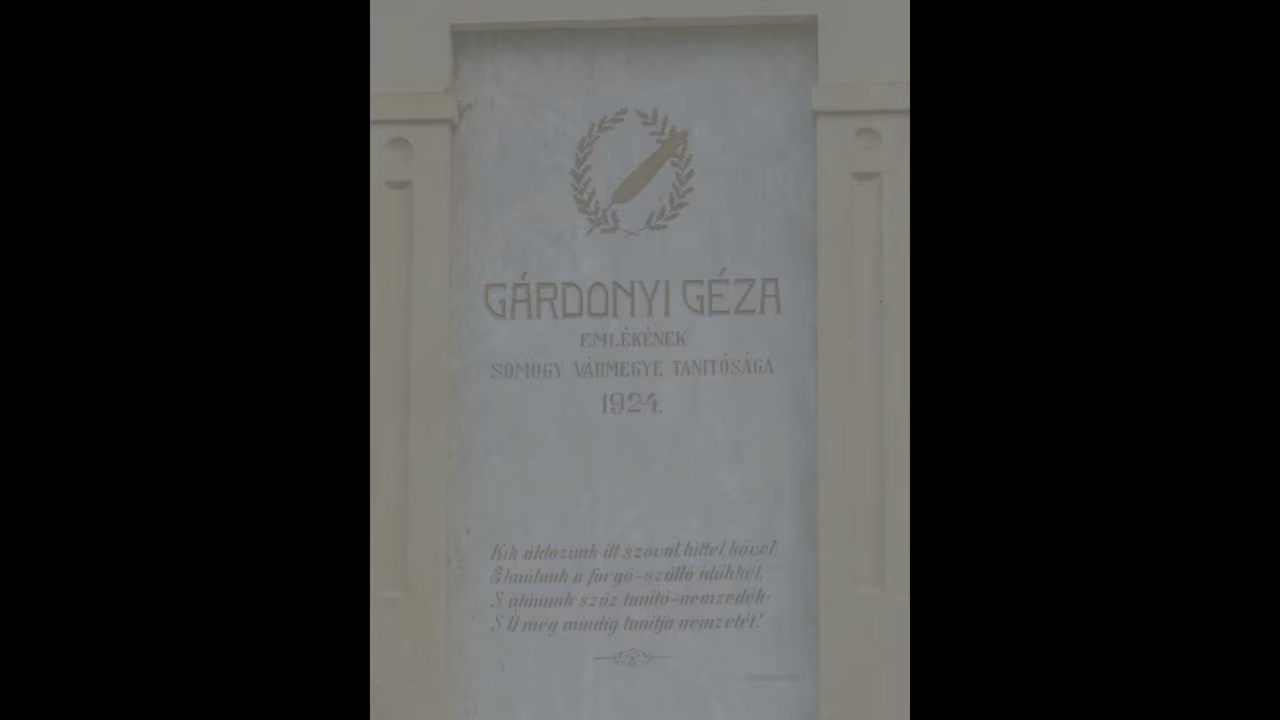 GÁRDONYI GÉZA
EMLÉKÉNEK
SOMOGY VÁRMEGYE TANITÓSÁGA
1924.
Kik áldozunk itt szóval, hittel, kővel
Elmúlunk a forgó-szálló időkkel,
S utánunk száz tanító-nemzedék
S Ő még mindig tanítja nemzetét!